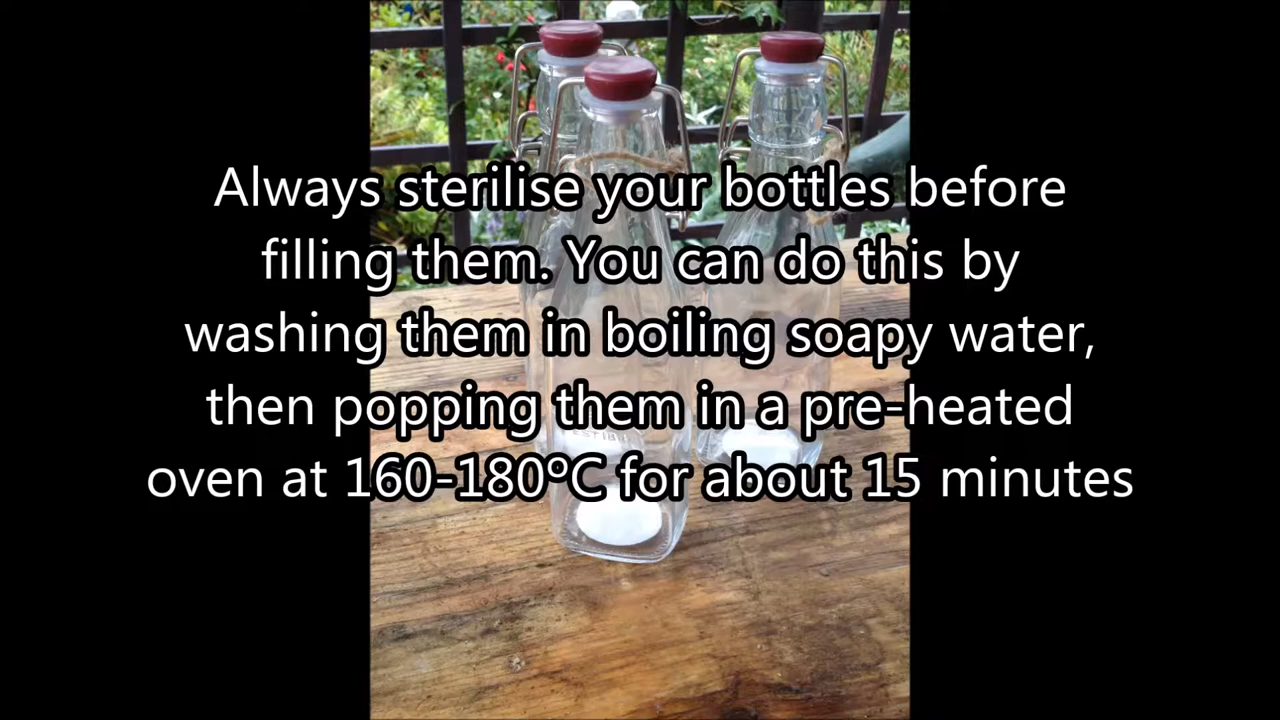 Always sterilise your bottles before
filling them. You can do this by
washing them in boiling soapy water,
then popping them in a pre-heated
oven at 160-180°C for about 15 minutes